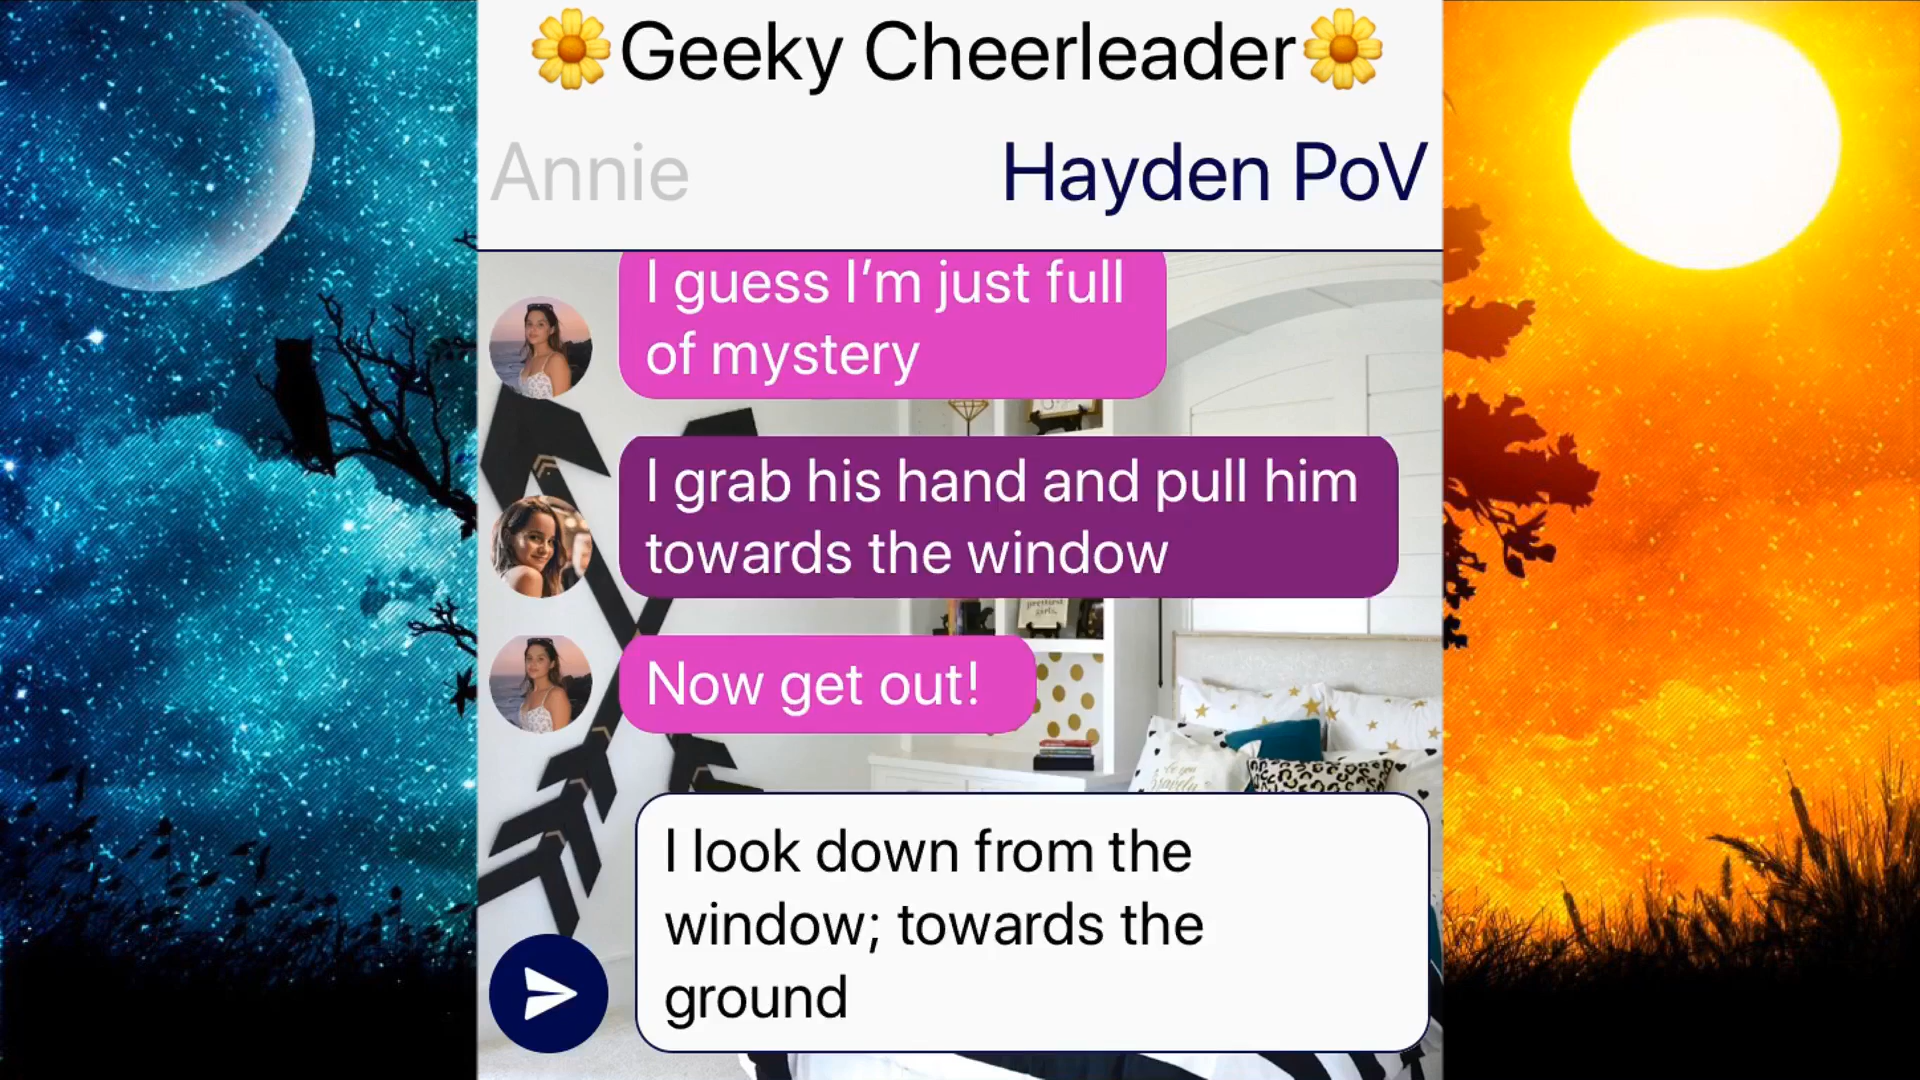 🌼Geeky Cheerleader🌼
Annie
Hayden PoV
I guess I’m just full
of mystery
I grab his hand and pull him
towards the window
Now get out!
I look down from the
window; towards the
ground